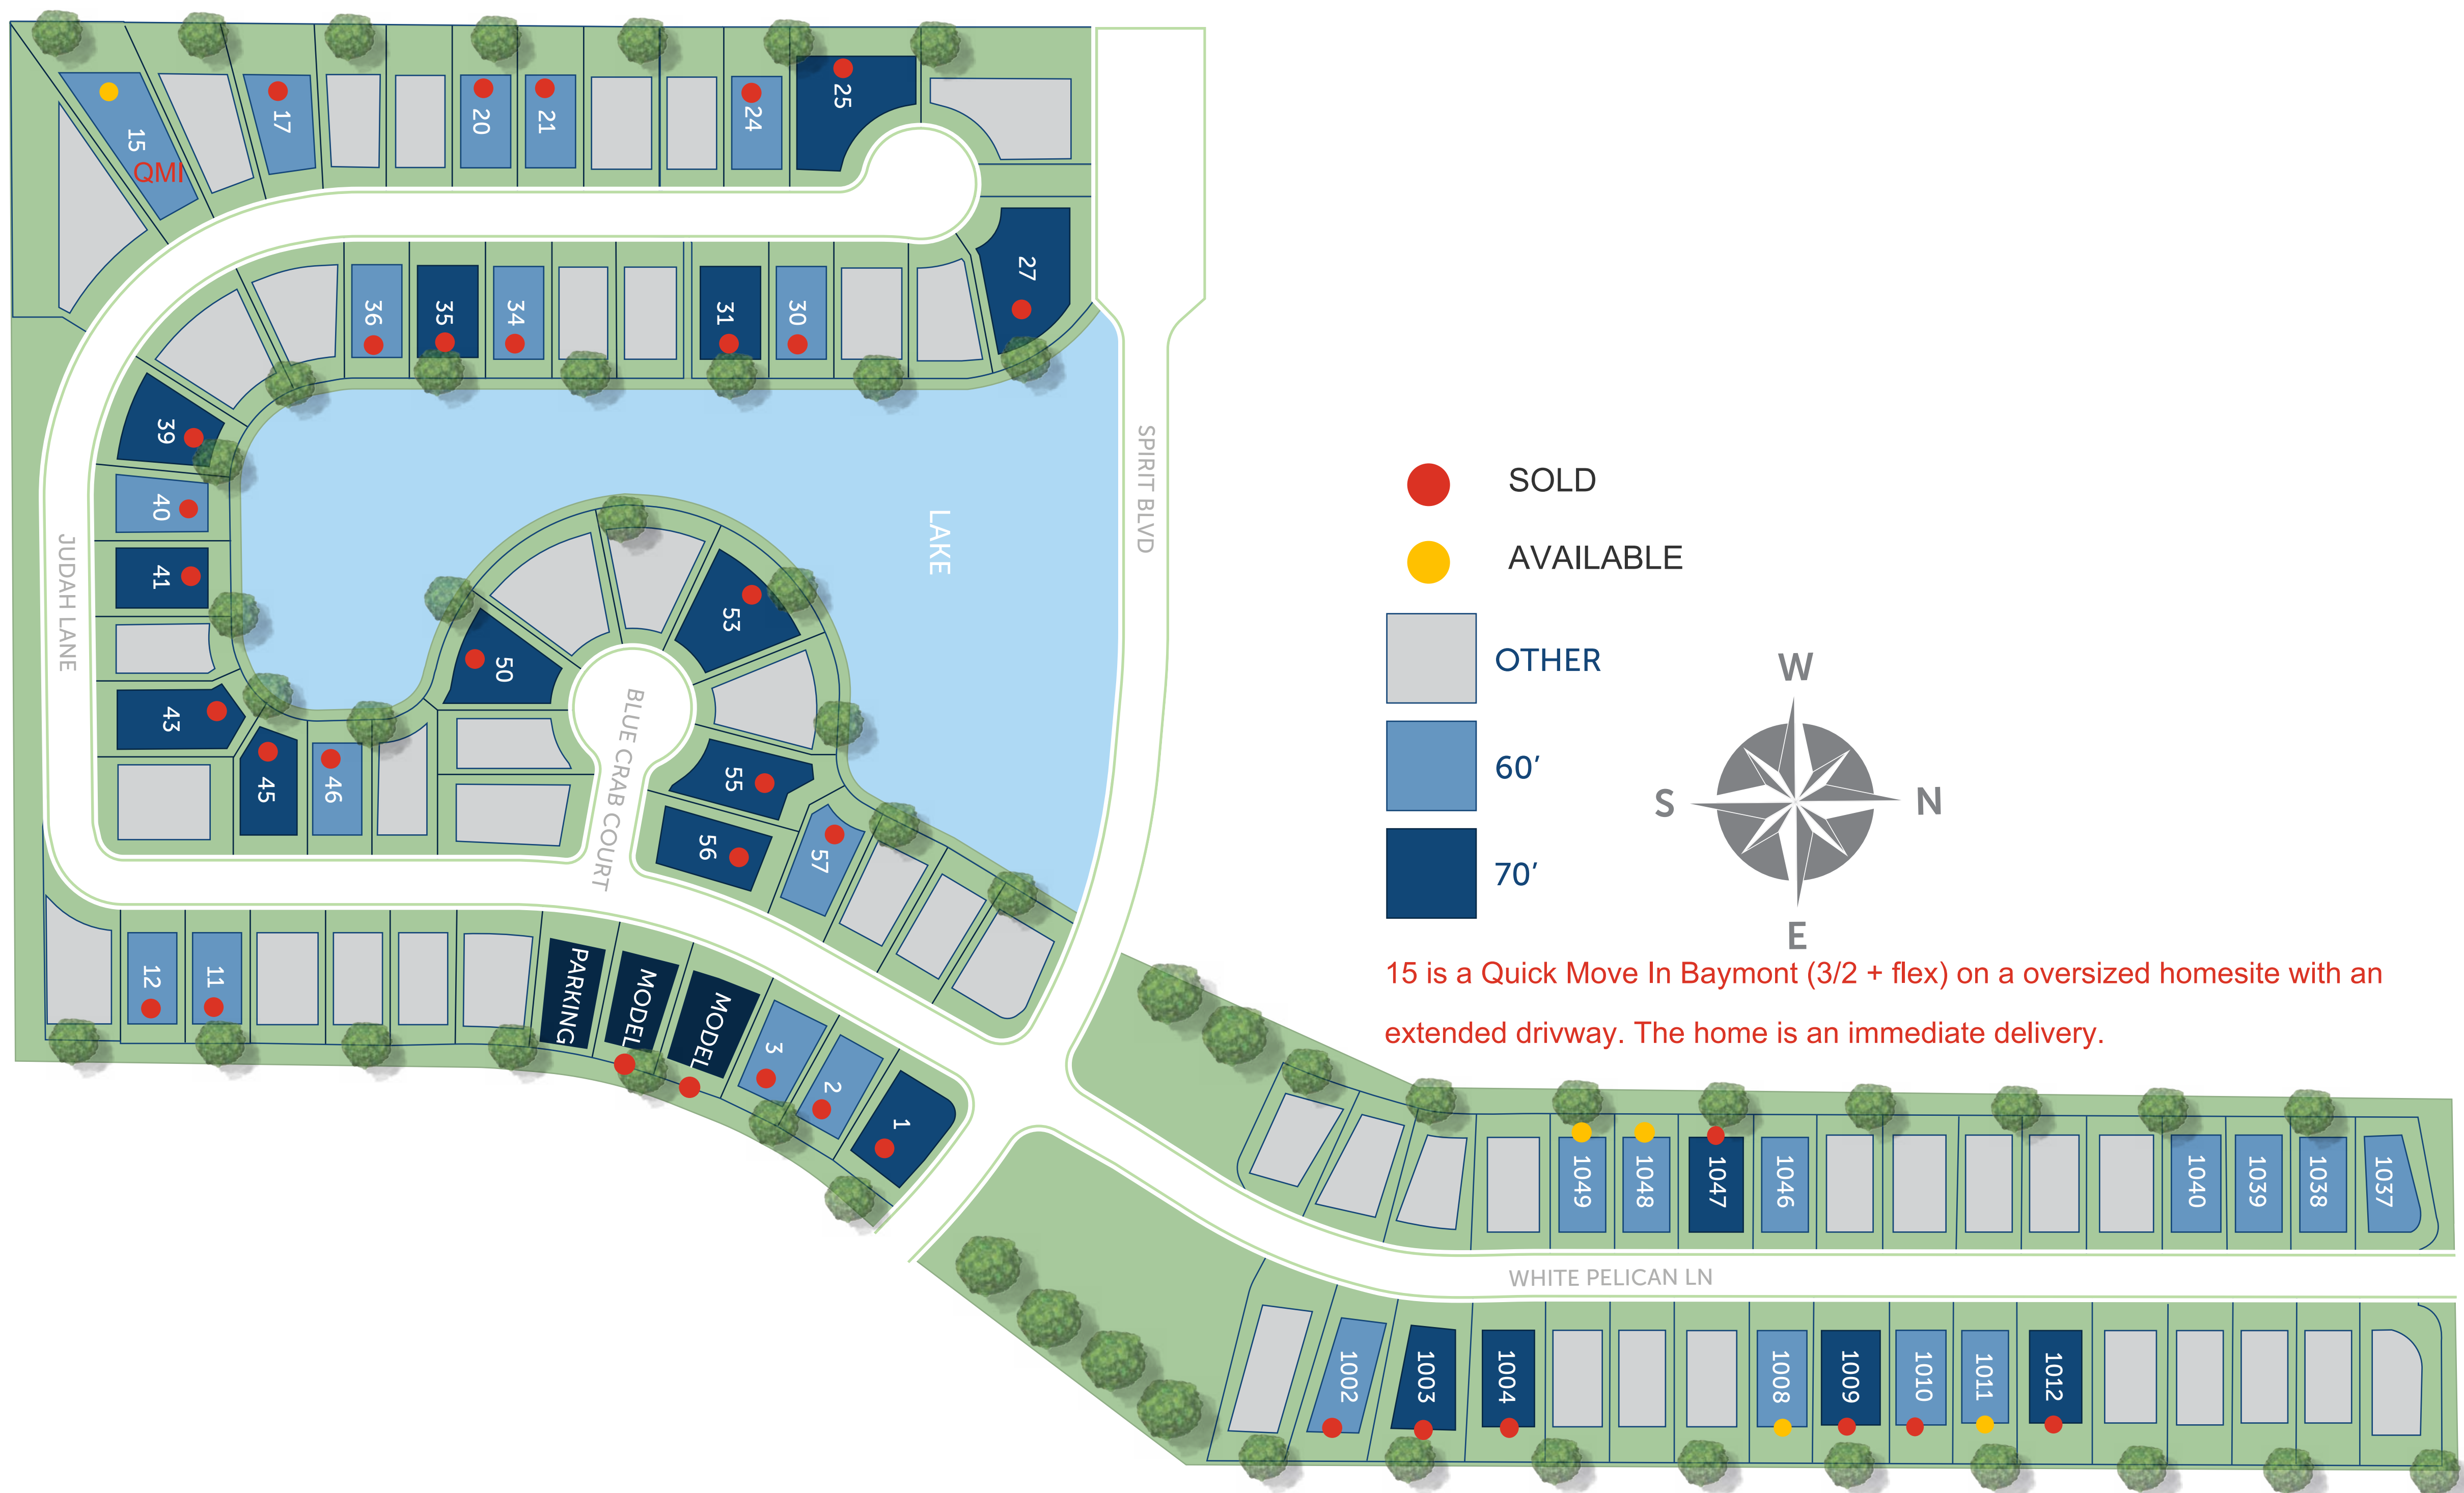 15
QMI
17
20
21
24
25
27
36
35
34
31
30
39
40
41
43
45
46
50
53
55
56
57
LAKE
SPIRIT BLVD
JUDAH LANE
BLUE CRAB COURT
12
11
PARKING
MODEL
MODEL
3
2
1
SOLD
AVAILABLE
OTHER
60'
70'
W
S
N
E
15 is a Quick Move In Baymont (3/2 + flex) on a oversized homesite with an
extended drivway. The home is an immediate delivery.
1049
1048
1047
1046
1040
1039
1038
1037
WHITE PELICAN LN
1002
1003
1004
1008
1009
1010
1011
1012